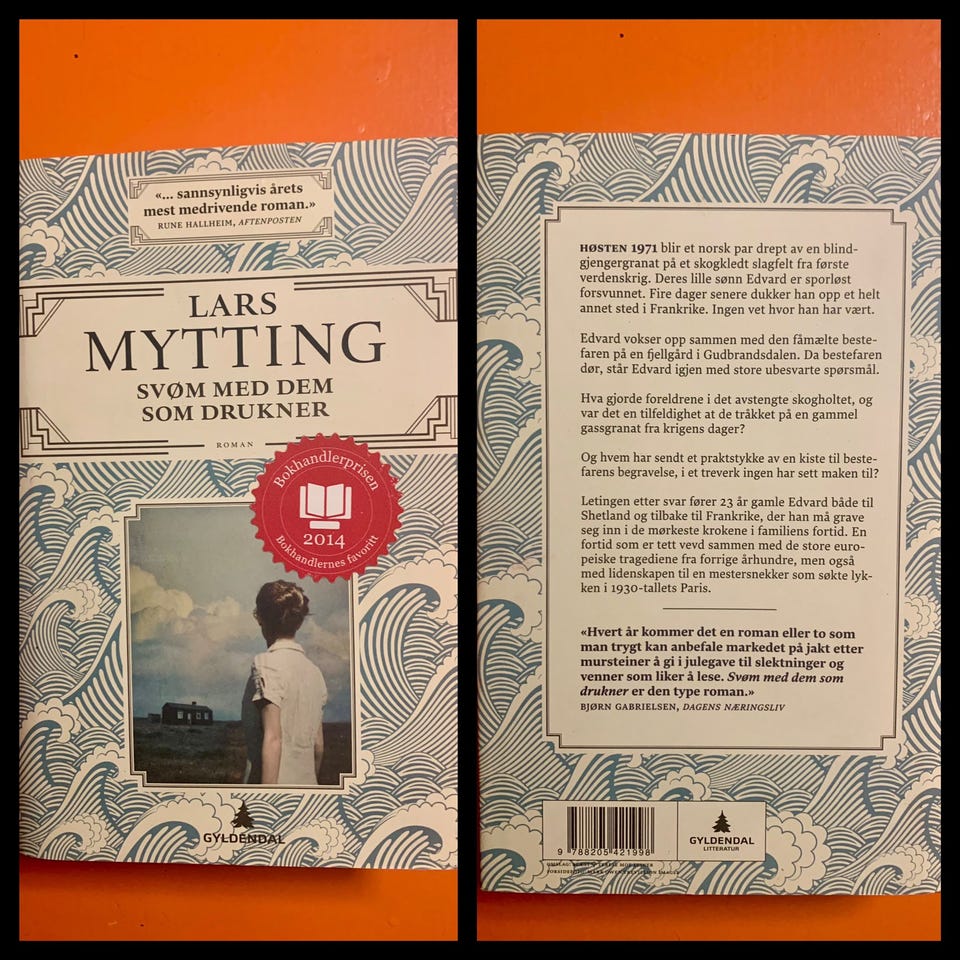 «... sannsynligvis årets
mest medrivende roman.»
RUNE HALLHEIM, AFTENPOSTEN
LARS
MYTTING
SVØM MED DEM
SOM DRUKNER
ROMAN
Bokhandlerprisen
2014
Bokhandlernes favoritt
GYLDENDAL
HØSTEN 1971 blir et norsk par drept av en blind-
gjengergranat på et skogkledt slagfelt fra første
verdenskrig. Deres lille sønn Edvard er sporløst
forsvunnet. Fire dager senere dukker han opp et helt
annet sted i Frankrike. Ingen vet hvor han har vært.
Edvard vokser opp sammen med den fåmælte beste-
faren på en fjellgård i Gudbrandsdalen. Da bestefaren
dør, står Edvard igjen med store ubesvarte spørsmål.
Hva gjorde foreldrene i det avstengte skogholtet, og
var det en tilfeldighet at de tråkket på en gammel
gassgranat fra krigens dager?
Og hvem har sendt et praktstykke av en kiste til beste-
farens begravelse, i et treverk ingen har sett maken til?
Letingen etter svar fører 23 år gamle Edvard både til
Shetland og tilbake til Frankrike, der han må grave
seg inn i de mørkeste krokene i familiens fortid. En
fortid som er tett vevd sammen med de store euro-
peiske tragediene fra forrige århundre, men også
med lidenskapen til en mestersnekker som søkte lyk-
ken i 1930-tallets Paris.
«Hvert år kommer det en roman eller to som
man trygt kan anbefale markedet på jakt etter
mursteiner å gi i julegave til slektninger og
venner som liker å lese. Svøm med dem som
drukner er den type roman.»
BJØRN GABRIELSEN, DAGENS NÆRINGSLIV
9 788205 421998
GYLDENDAL
LITTERATUR
OMSLAG: